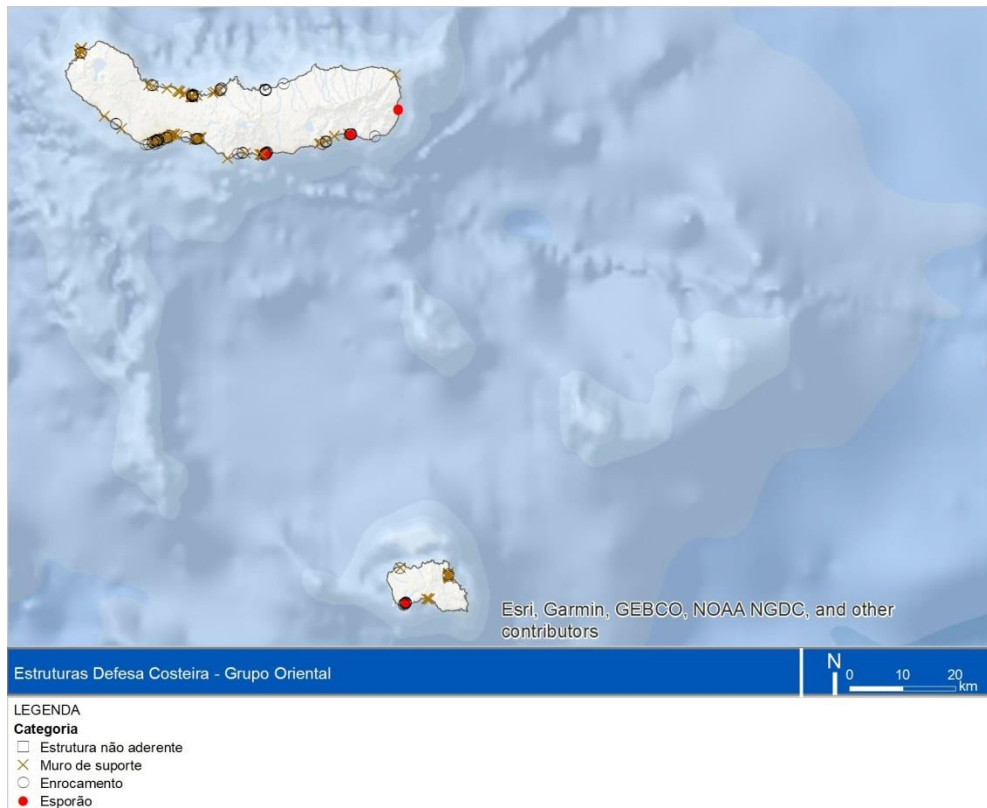 Esri, Garmin, GEBCO, NOAA NGDC, and other
contributors
Estruturas Defesa Costeira - Grupo Oriental
N
0 10 20
km
LEGENDA
Categoria
Estrutura não aderente
Muro de suporte
Enrocamento
Esporão